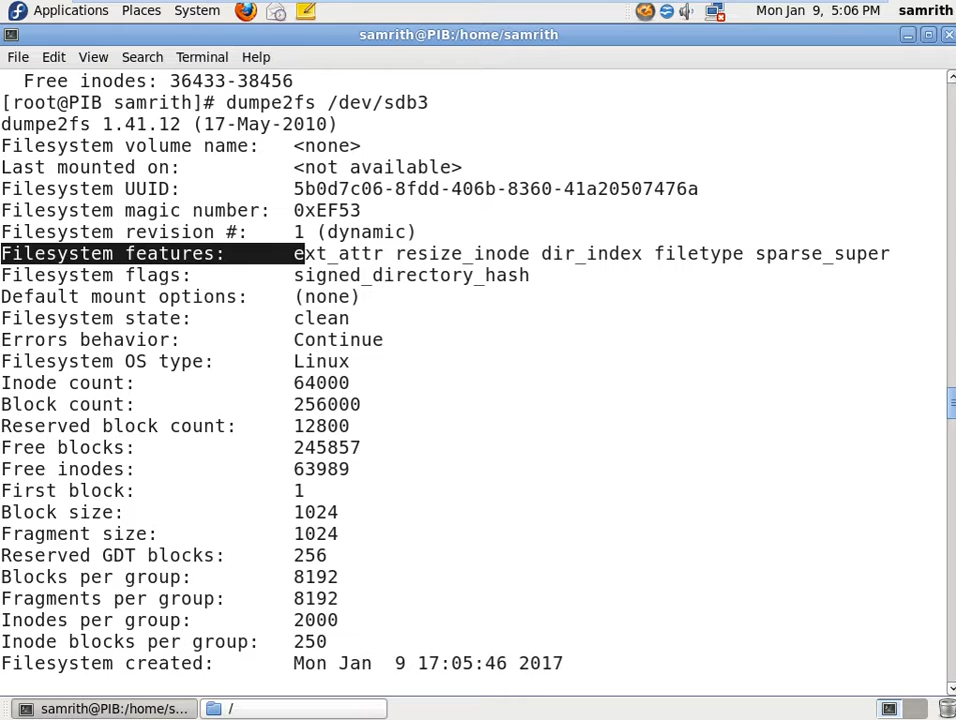 Applications Places System Mon Jan 9, 5:06 PM samrith
samrith@PIB:/home/samrith
File Edit View Search Terminal Help
Free inodes: 36433-38456
[root@PIB samrith]# dumpe2fs /dev/sdb3
dumpe2fs 1.41.12 (17-May-2010)
Filesystem volume name: <none>
Last mounted on: <not available>
Filesystem UUID: 5b0d7c06-8fdd-406b-8360-41a20507476a
Filesystem magic number: 0xEF53
Filesystem revision #: 1 (dynamic)
Filesystem features: ext_attr resize_inode dir_index filetype sparse_super
Filesystem flags: signed_directory_hash
Default mount options: (none)
Filesystem state: clean
Errors behavior: Continue
Filesystem OS type: Linux
Inode count: 64000
Block count: 256000
Reserved block count: 12800
Free blocks: 245857
Free inodes: 63989
First block: 1
Block size: 1024
Fragment size: 1024
Reserved GDT blocks: 256
Blocks per group: 8192
Fragments per group: 8192
Inodes per group: 2000
Inode blocks per group: 250
Filesystem created: Mon Jan 9 17:05:46 2017
samrith@PIB:/home/s... /